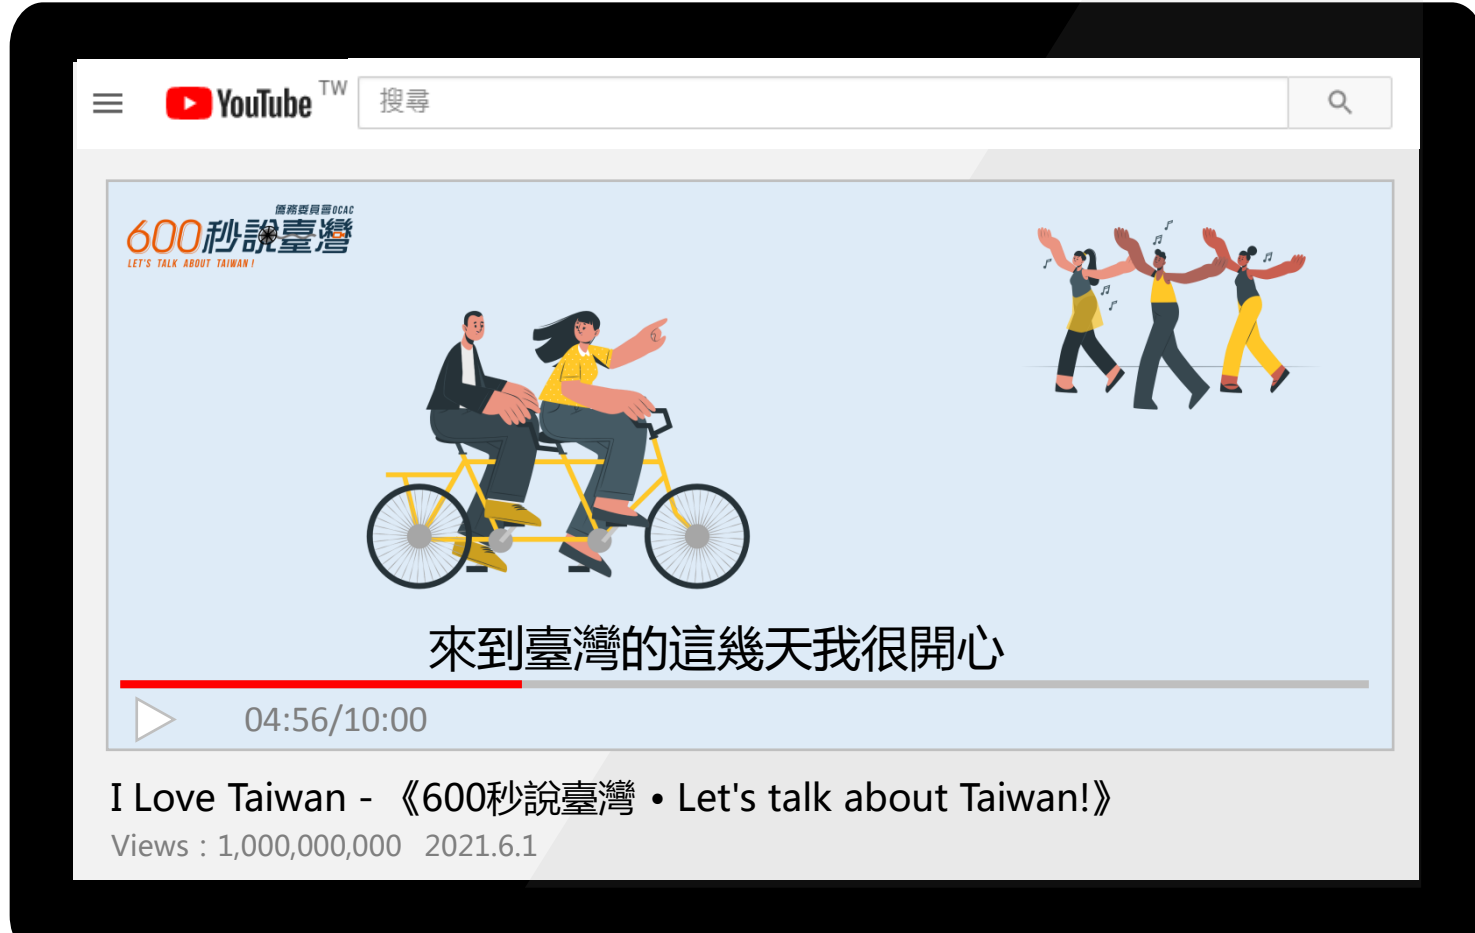 YouTube TW
搜尋
僑務委員會OCAC
600秒說臺灣
LET'S TALK ABOUT TAIWAN!
來到臺灣的這幾天我很開心
04:56/10:00
I Love Taiwan - 《600秒說臺灣 • Let's talk about Taiwan!》
Views : 1,000,000,000 2021.6.1